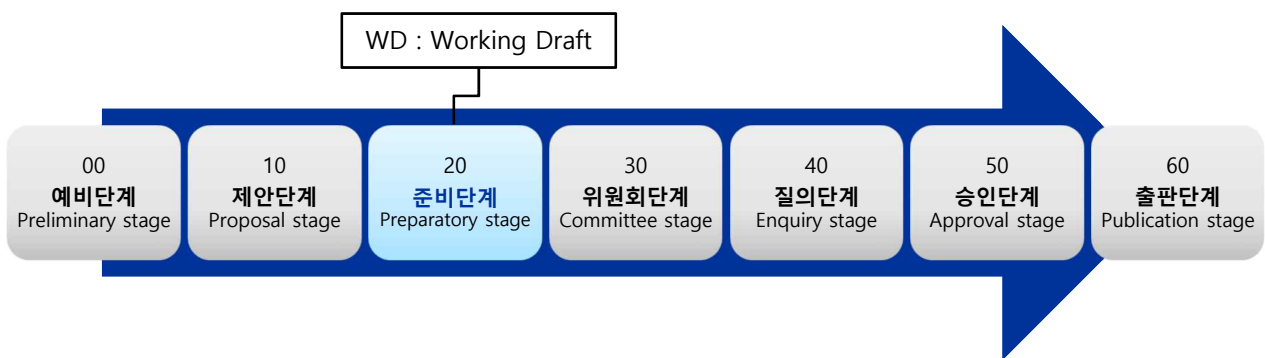 WD : Working Draft
00
예비단계
Preliminary stage
10
제안단계
Proposal stage
20
준비단계
Preparatory stage
30
위원회단계
Committee stage
40
질의단계
Enquiry stage
50
승인단계
Approval stage
60
출판단계
Publication stage